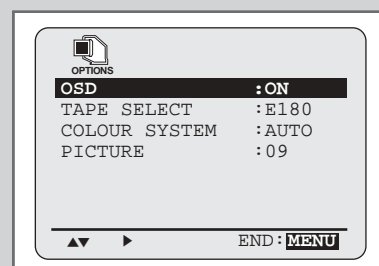 OPTIONS
OSD :ON
TAPE SELECT :E180
COLOUR SYSTEM :AUTO
PICTURE :09
▲▼ ▶ END:MENU